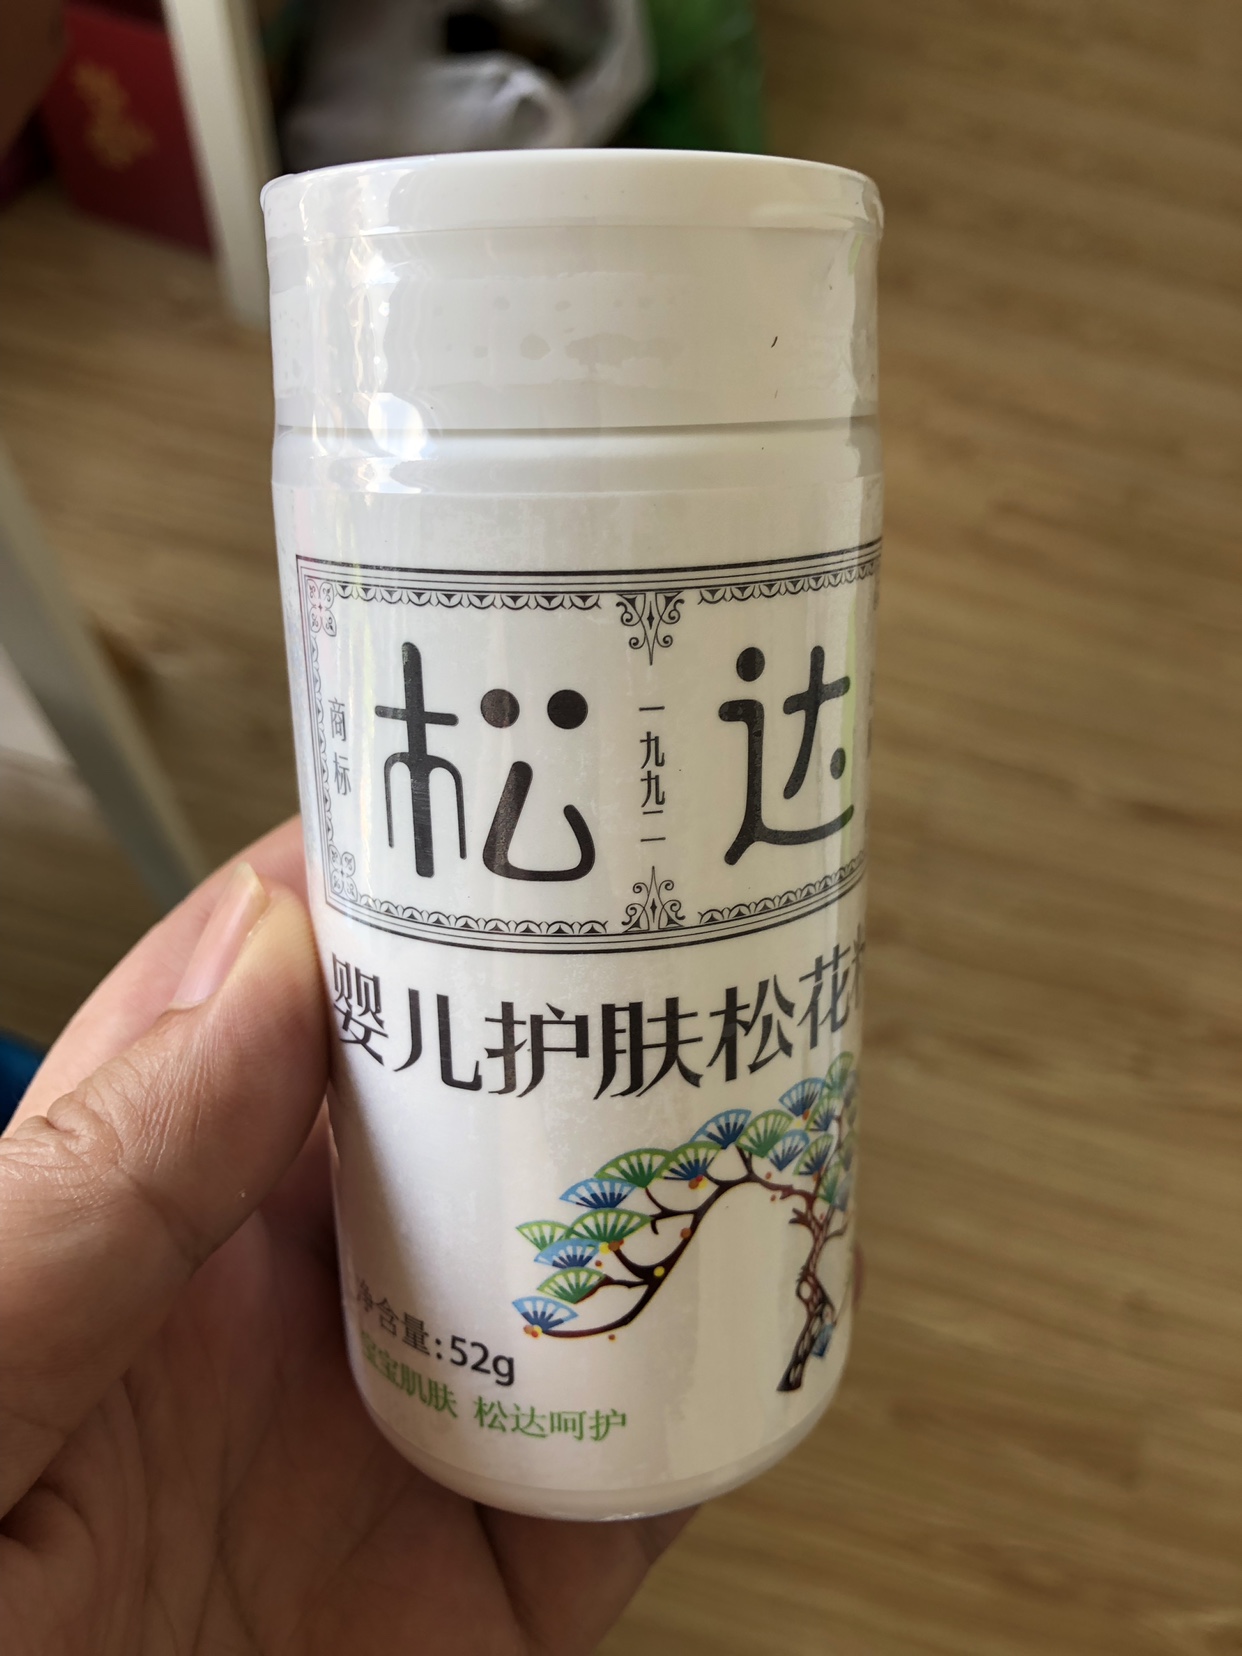 商标
松达
一九九二
婴儿护肤松花
净含量:52g
宝宝肌肤 松达呵护